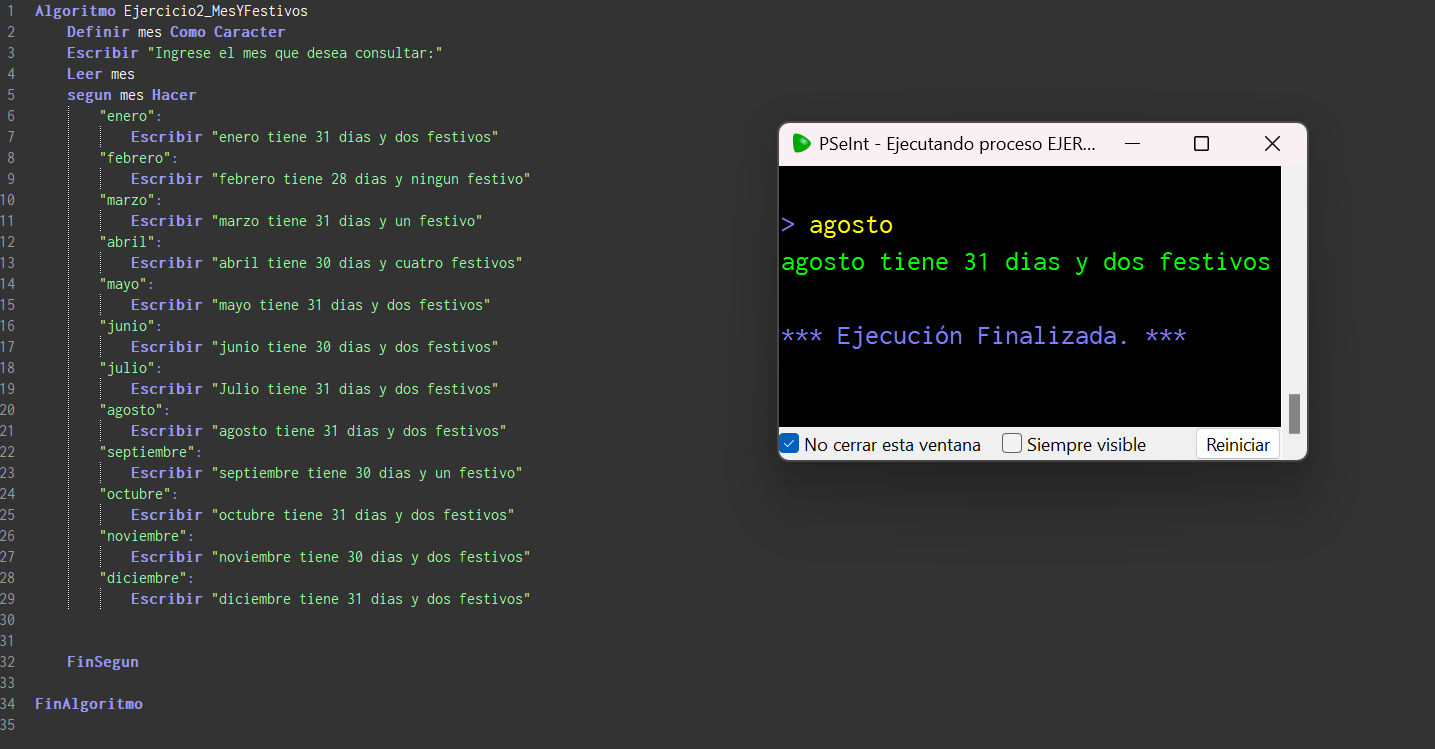 1 Algoritmo Ejercicio2_MesYFestivos
2 Definir mes Como Caracter
3 Escribir "Ingrese el mes que desea consultar:"
4 Leer mes
5 segun mes Hacer
6 "enero":
7 Escribir "enero tiene 31 dias y dos festivos"
8 "febrero":
9 Escribir "febrero tiene 28 dias y ningun festivo"
10 "marzo":
11 Escribir "marzo tiene 31 dias y un festivo"
12 "abril":
13 Escribir "abril tiene 30 dias y cuatro festivos"
14 "mayo":
15 Escribir "mayo tiene 31 dias y dos festivos"
16 "junio":
17 Escribir "junio tiene 30 dias y dos festivos"
18 "julio":
19 Escribir "Julio tiene 31 dias y dos festivos"
20 "agosto":
21 Escribir "agosto tiene 31 dias y dos festivos"
22 "septiembre":
23 Escribir "septiembre tiene 30 dias y un festivo"
24 "octubre":
25 Escribir "octubre tiene 31 dias y dos festivos"
26 "noviembre":
27 Escribir "noviembre tiene 30 dias y dos festivos"
28 "diciembre":
29 Escribir "diciembre tiene 31 dias y dos festivos"
30
31
32 FinSegun
33
34 FinAlgoritmo
35
PSeInt - Ejecutando proceso EJER...
> agosto
agosto tiene 31 dias y dos festivos
*** Ejecución Finalizada. ***
No cerrar esta ventana Siempre visible Reiniciar